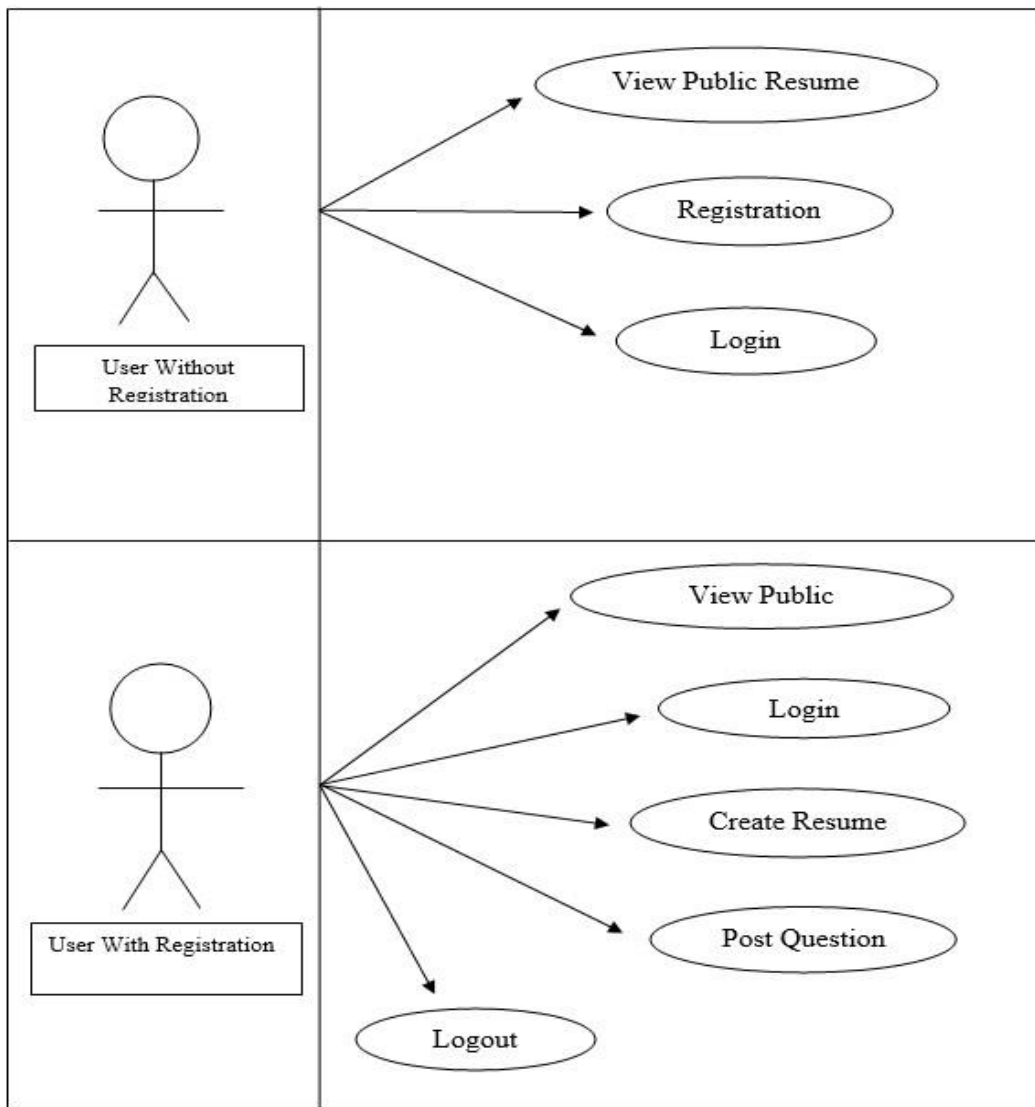 View Public Resume
Registration
Login
User Without
Registration
View Public
Login
Create Resume
Post Question
User With Registration
Logout